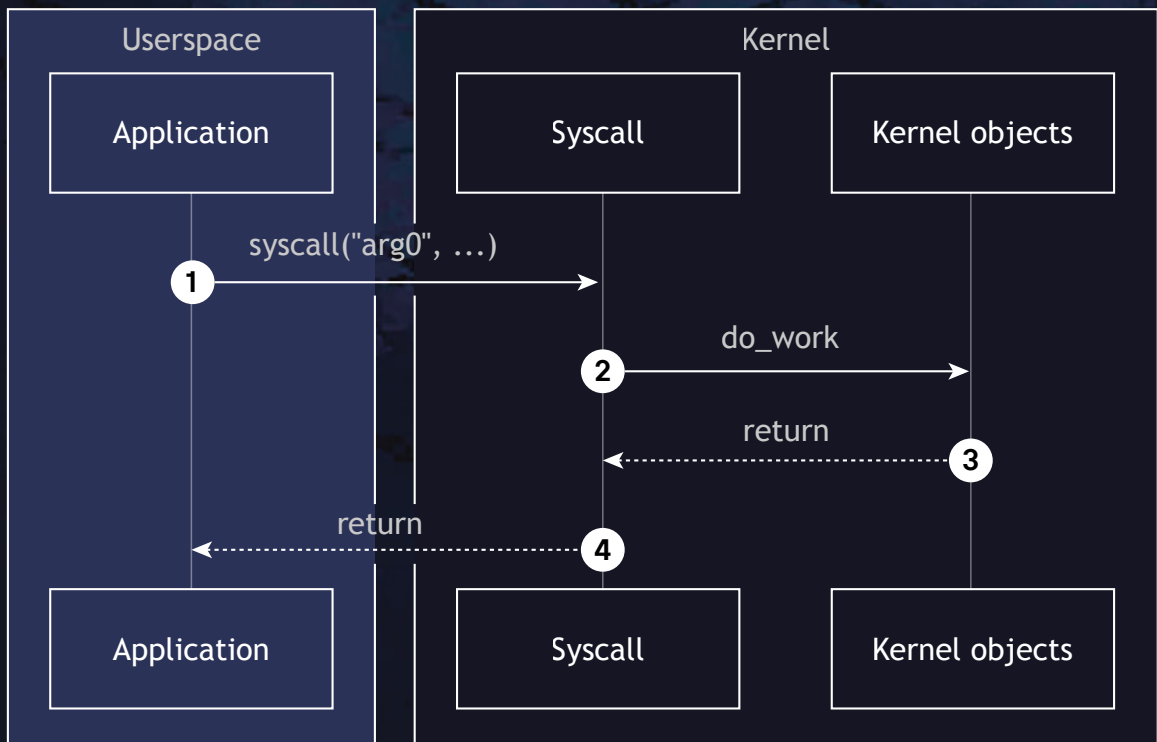 Userspace
Kernel
Application
Syscall
Kernel objects
syscall("arg0", ...)
1
do_work
2
return
3
return
4
Application
Syscall
Kernel objects